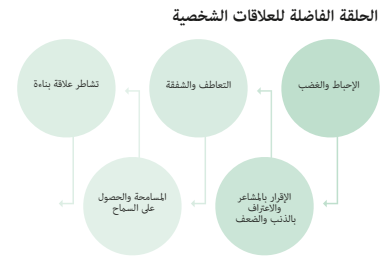 الحلقة الفاضلة للعلاقات الشخصية
الإحباط والغضب
التعاطف والشفقة
تشاطر علاقة بناءة
الإقرار بالمشاعر
والاعتراف
بالذنب والضعف
المسامحة والحصول
على السماح